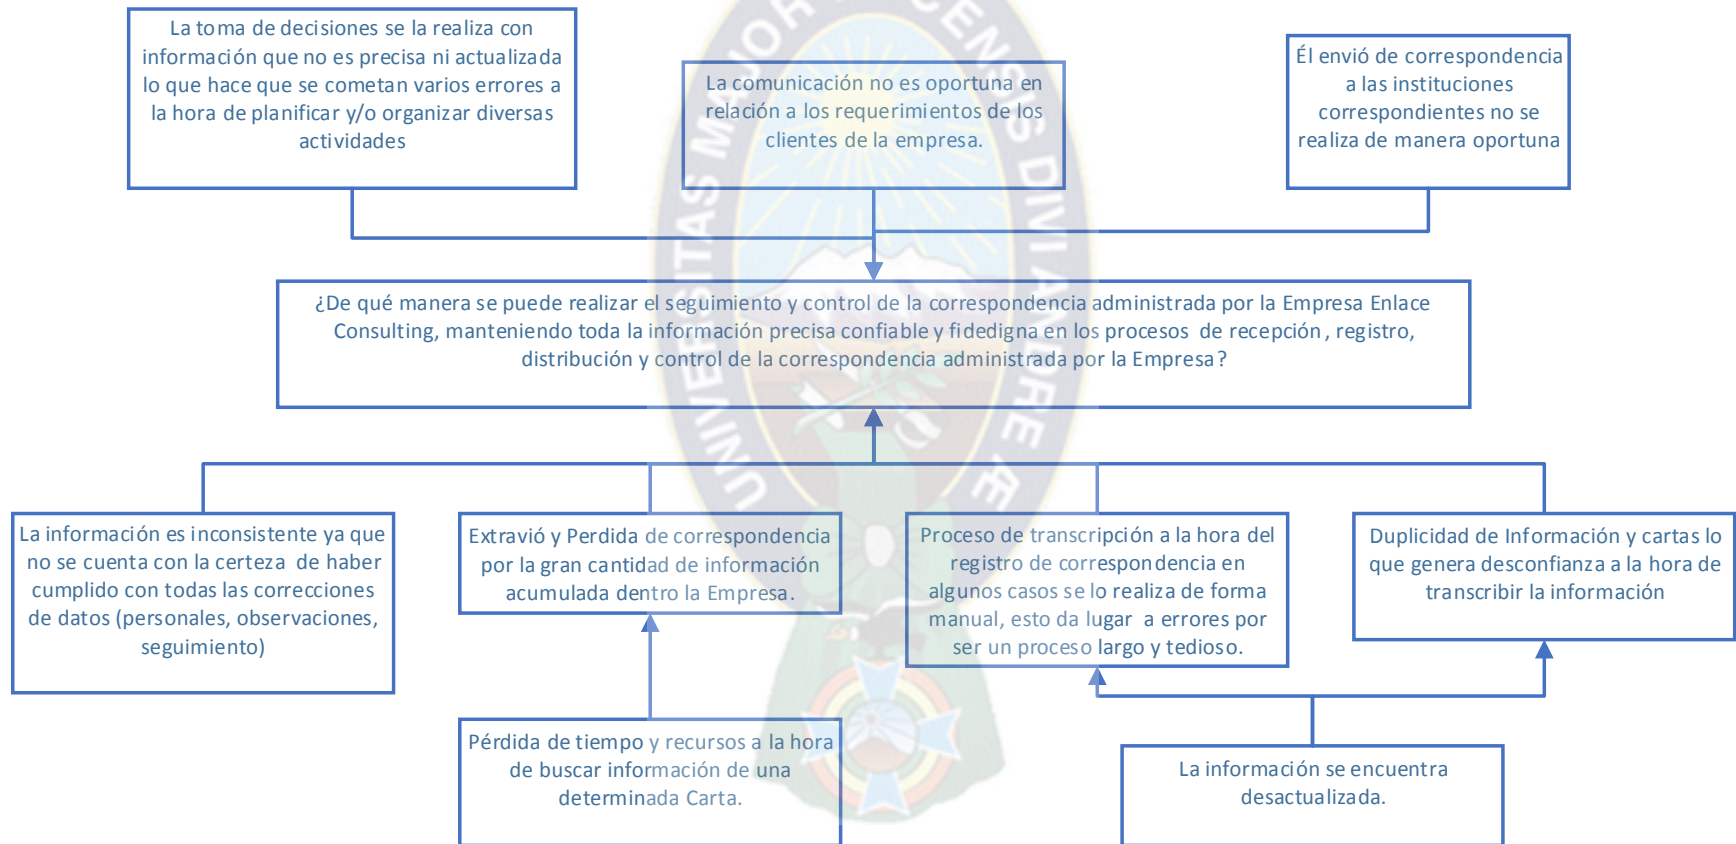 La toma de decisiones se la realiza con
información que no es precisa ni actualizada
lo que hace que se cometan varios errores a
la hora de planificar y/o organizar diversas
actividades
La comunicación no es oportuna en
relación a los requerimientos de los
clientes de la empresa.
Él envió de correspondencia
a las instituciones
correspondientes no se
realiza de manera oportuna
¿De qué manera se puede realizar el seguimiento y control de la correspondencia administrada por la Empresa Enlace
Consulting, manteniendo toda la información precisa confiable y fidedigna en los procesos de recepción, registro,
distribución y control de la correspondencia administrada por la Empresa?
La información es inconsistente ya que
no se cuenta con la certeza de haber
cumplido con todas las correcciones
de datos (personales, observaciones,
seguimiento)
Extravió y Perdida de correspondencia
por la gran cantidad de información
acumulada dentro la Empresa.
Proceso de transcripción a la hora del
registro de correspondencia en
algunos casos se lo realiza de forma
manual, esto da lugar a errores por
ser un proceso largo y tedioso.
Duplicidad de Información y cartas lo
que genera desconfianza a la hora de
transcribir la información
Pérdida de tiempo y recursos a la hora
de buscar información de una
determinada Carta.
La información se encuentra
desactualizada.
UNIVERSITAS MAJOR PACENSIS DIVI ANDRE Æ